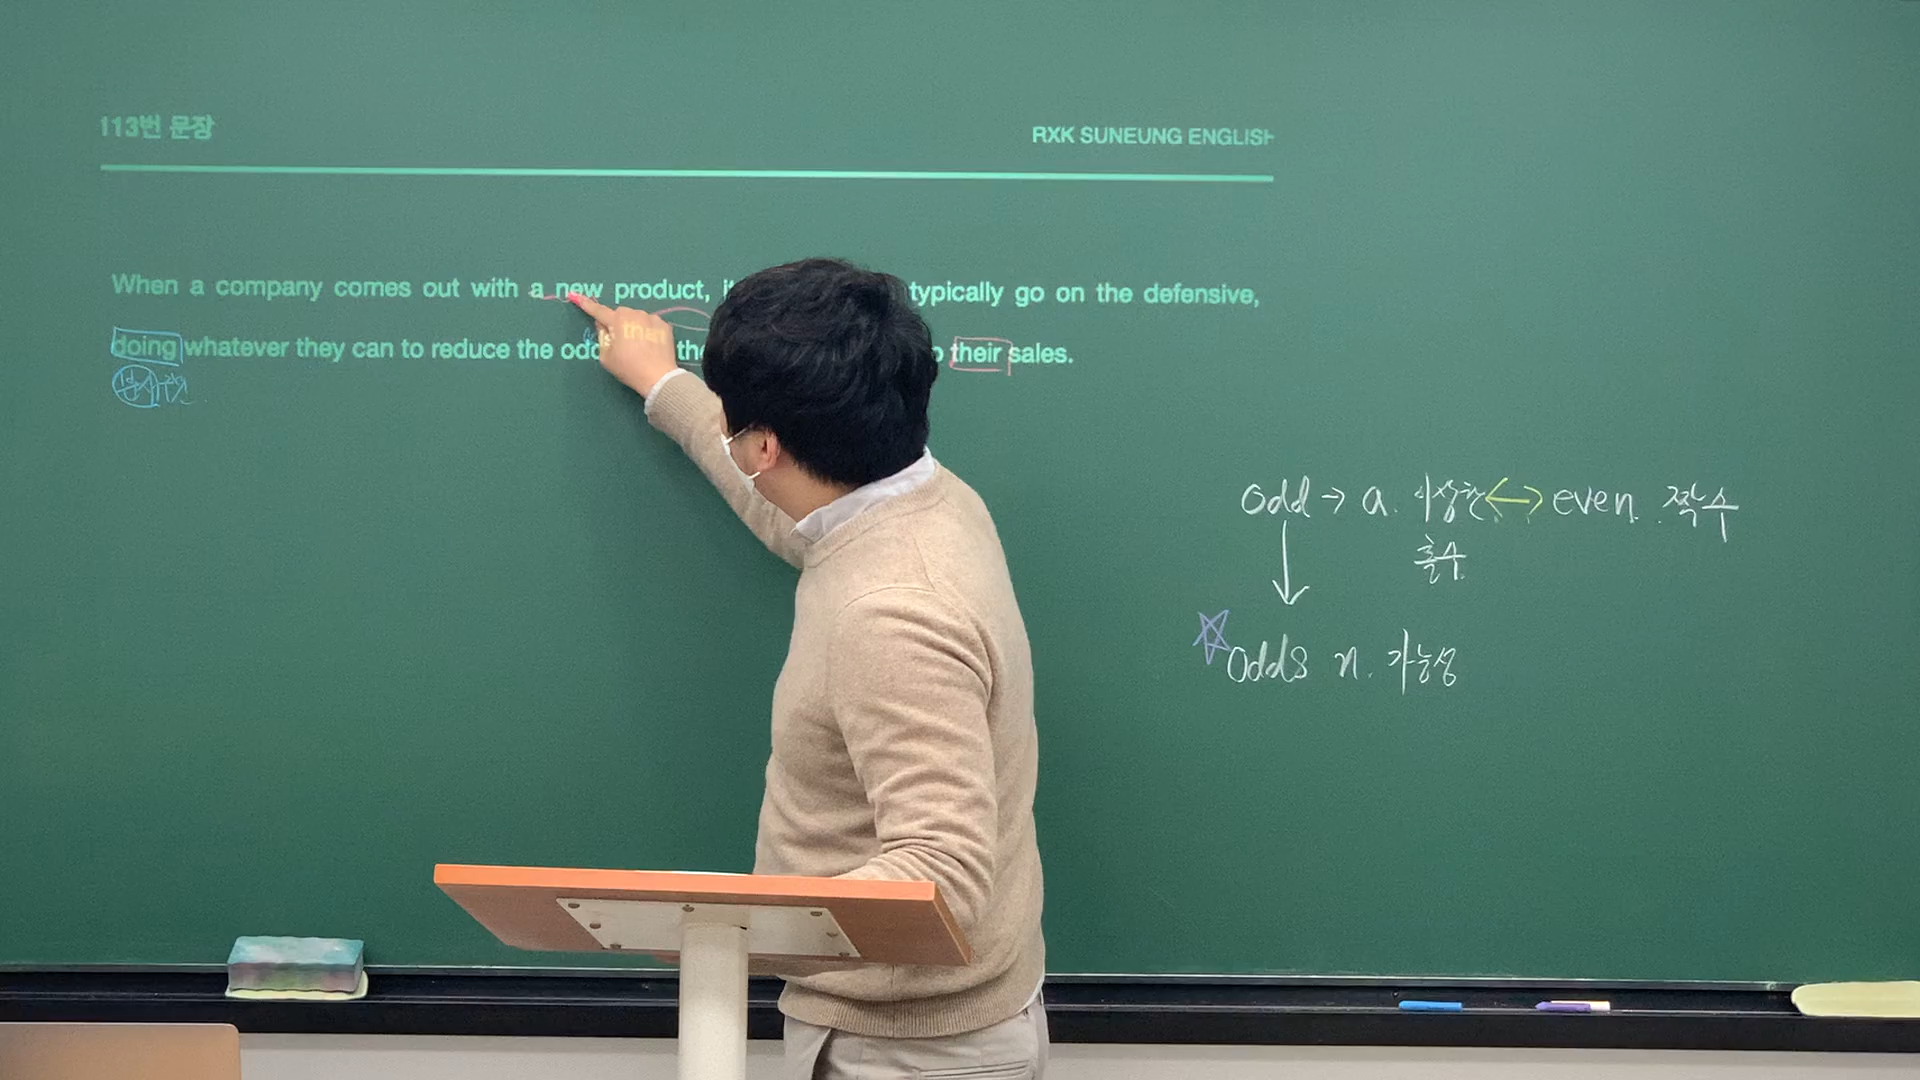 113번 문장
RXK SUNEUNG ENGLISH
When a company comes out with a new product, typically go on the defensive,
doing whatever they can to reduce the odds that their sales.
odd → a. 이상한 ↔ even. 짝수
홀수
☆ odds n. 가능성